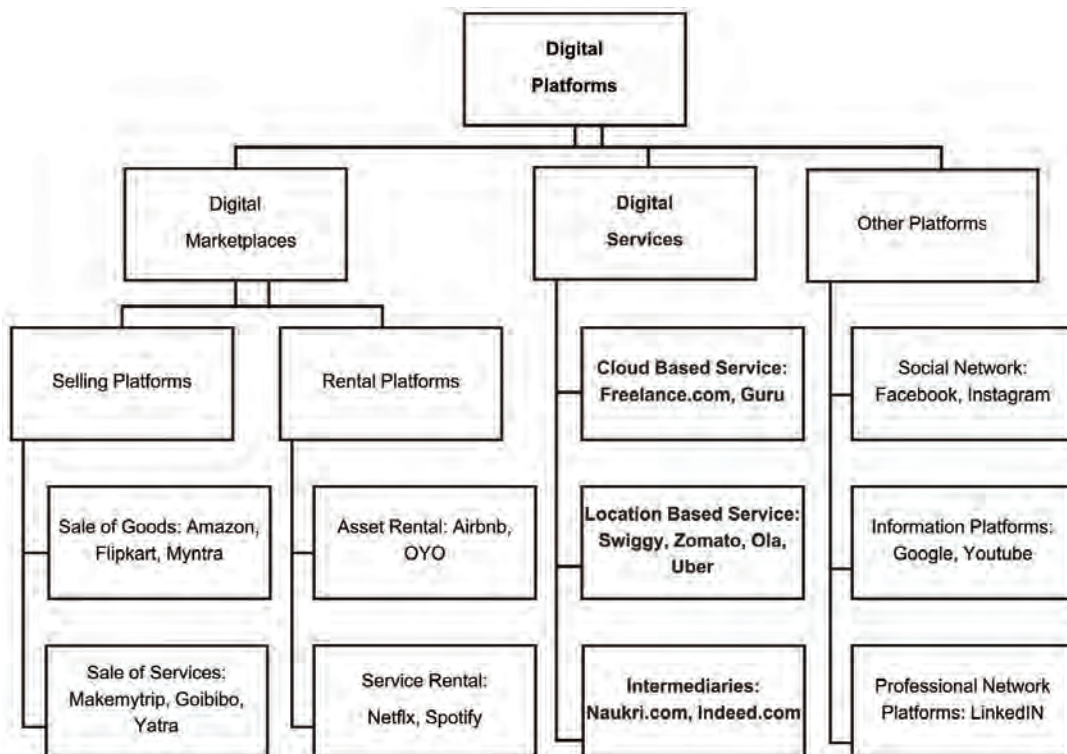 Digital
Platforms
Digital
Marketplaces
Digital
Services
Other Platforms
Selling Platforms
Rental Platforms
Cloud Based Service:
Freelance.com, Guru
Social Network:
Facebook, Instagram
Sale of Goods: Amazon,
Flipkart, Myntra
Asset Rental: Airbnb,
OYO
Location Based Service:
Swiggy, Zomato, Ola,
Uber
Information Platforms:
Google, Youtube
Sale of Services:
Makemytrip, Goibibo,
Yatra
Service Rental:
Netflx, Spotify
Intermediaries:
Naukri.com, Indeed.com
Professional Network
Platforms: LinkedIN